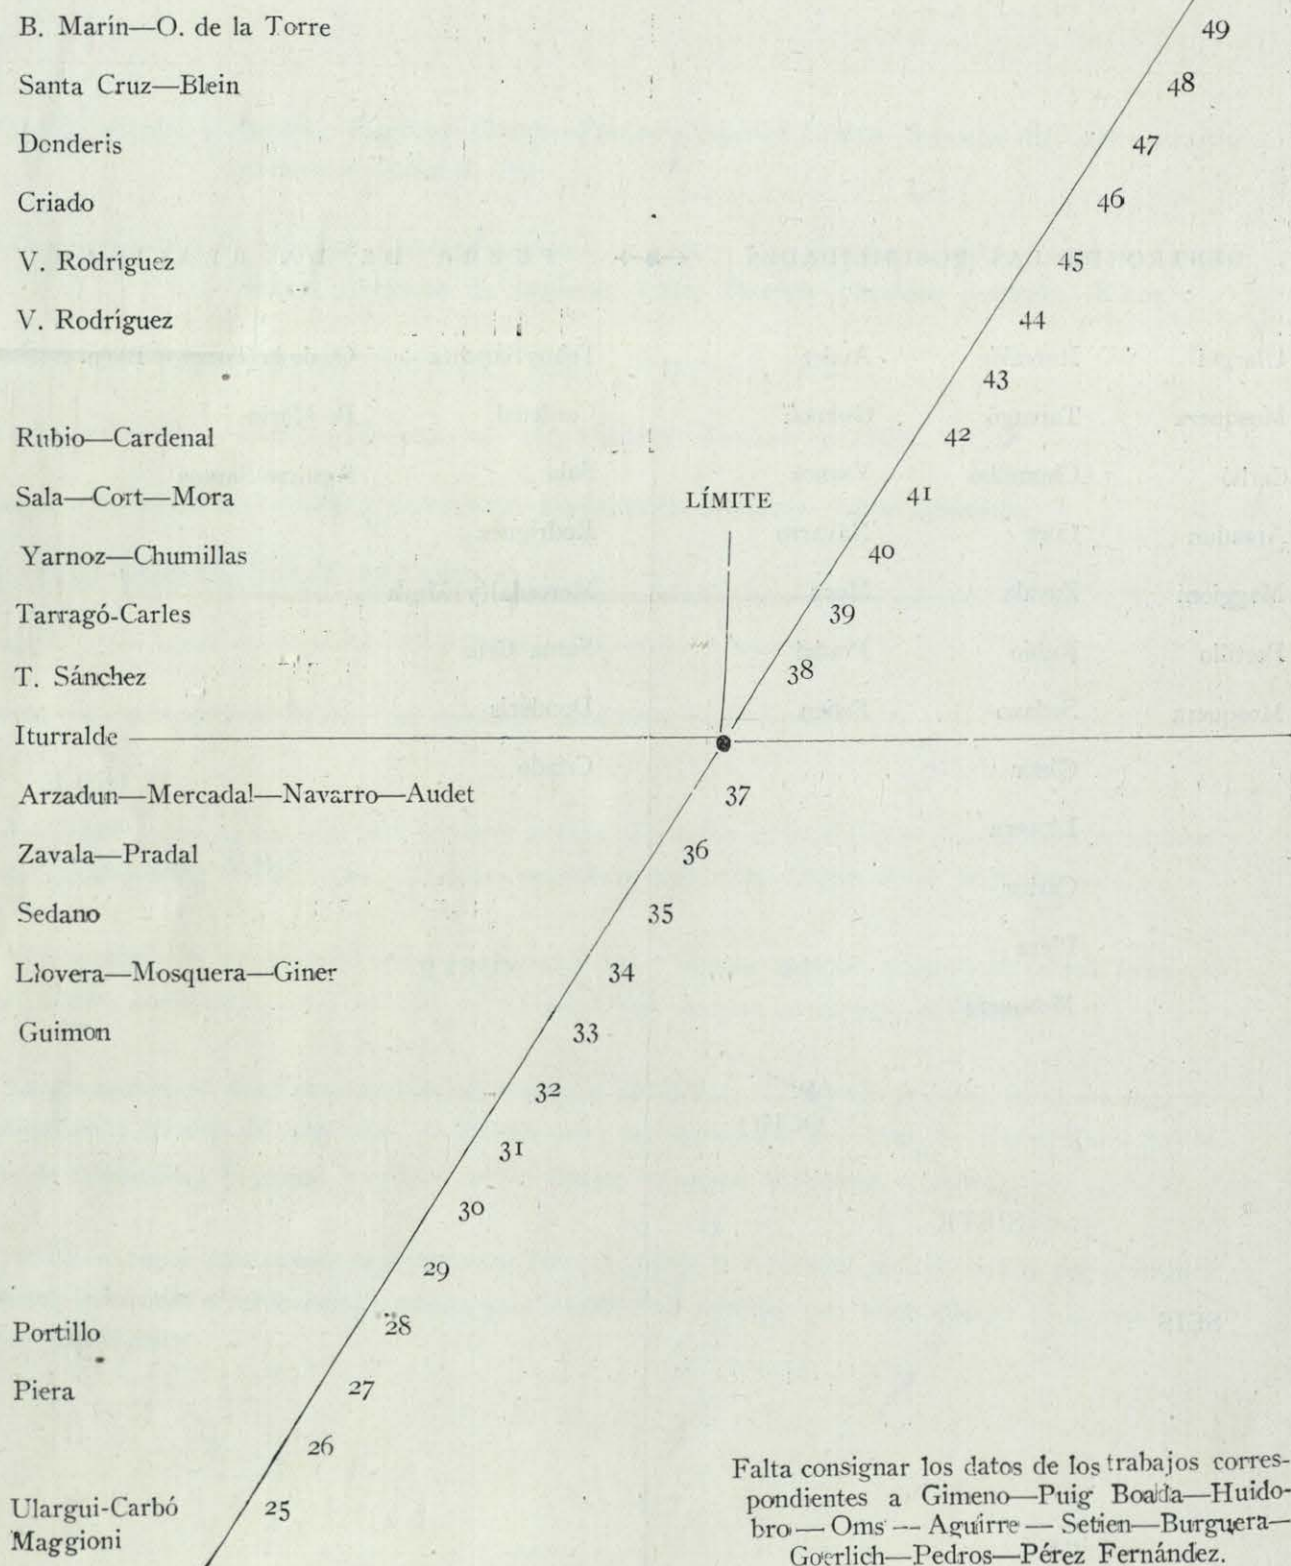 B. Marín—O. de la Torre 49
Santa Cruz—Blein 48
Donderis 47
Criado 46
V. Rodríguez 45
V. Rodríguez 44
43
Rubio—Cardenal 42
Sala—Cort—Mora 41
LÍMITE
Yarnoz—Chumillas 40
Tarragó-Carles 39
T. Sánchez 38
Iturralde
Arzadun—Mercadal—Navarro—Audet 37
Zavala—Pradal 36
Sedano 35
Llovera—Mosquera—Giner 34
Guimon 33
32
31
30
29
Portillo 28
Piera 27
26
Ulargui-Carbó 25
Maggioni
Falta consignar los datos de los trabajos corres-
pondientes a Gimeno—Puig Boada—Huido-
bro— Oms — Aguirre — Setien—Burguera—
Goerlich—Pedros—Pérez Fernández.